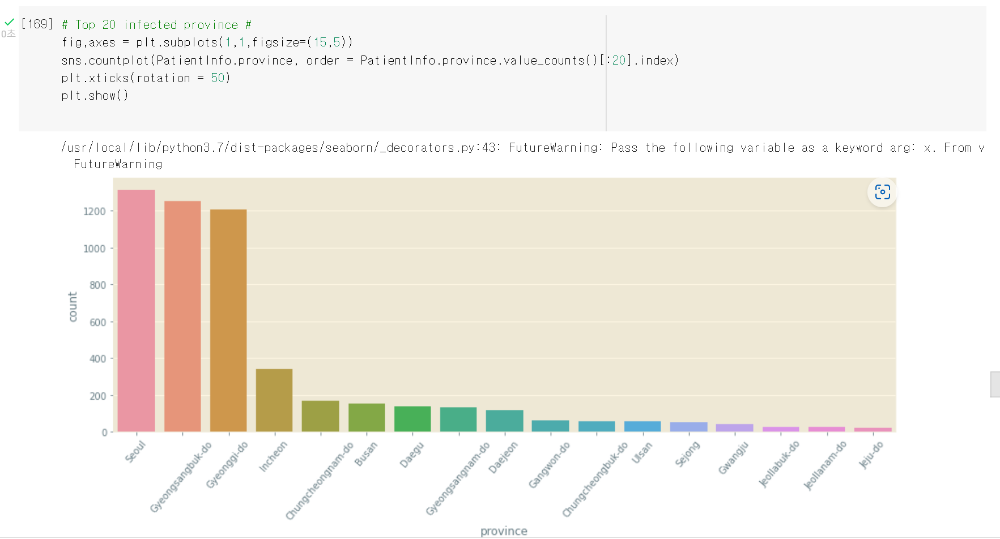 [169] # Top 20 infected province #
0초
fig,axes = plt.subplots(1,1,figsize=(15,5))
sns.countplot(PatientInfo.province, order = PatientInfo.province.value_counts()[:20].index)
plt.xticks(rotation = 50)
plt.show()
/usr/local/lib/python3.7/dist-packages/seaborn/_decorators.py:43: FutureWarning: Pass the following variable as a keyword arg: x. From v
FutureWarning
1200
1000
800
600
400
200
0
count
Seoul
Gyeongsangbuk-do
Gyeonggi-do
Incheon
Chungcheongnam-do
Busan
Daegu
Gyeongsangnam-do
Daejeon
Gangwon-do
Chungcheongbuk-do
Ulsan
Sejong
Gwangju
Jeollabuk-do
Jeollanam-do
Jeju-do
province